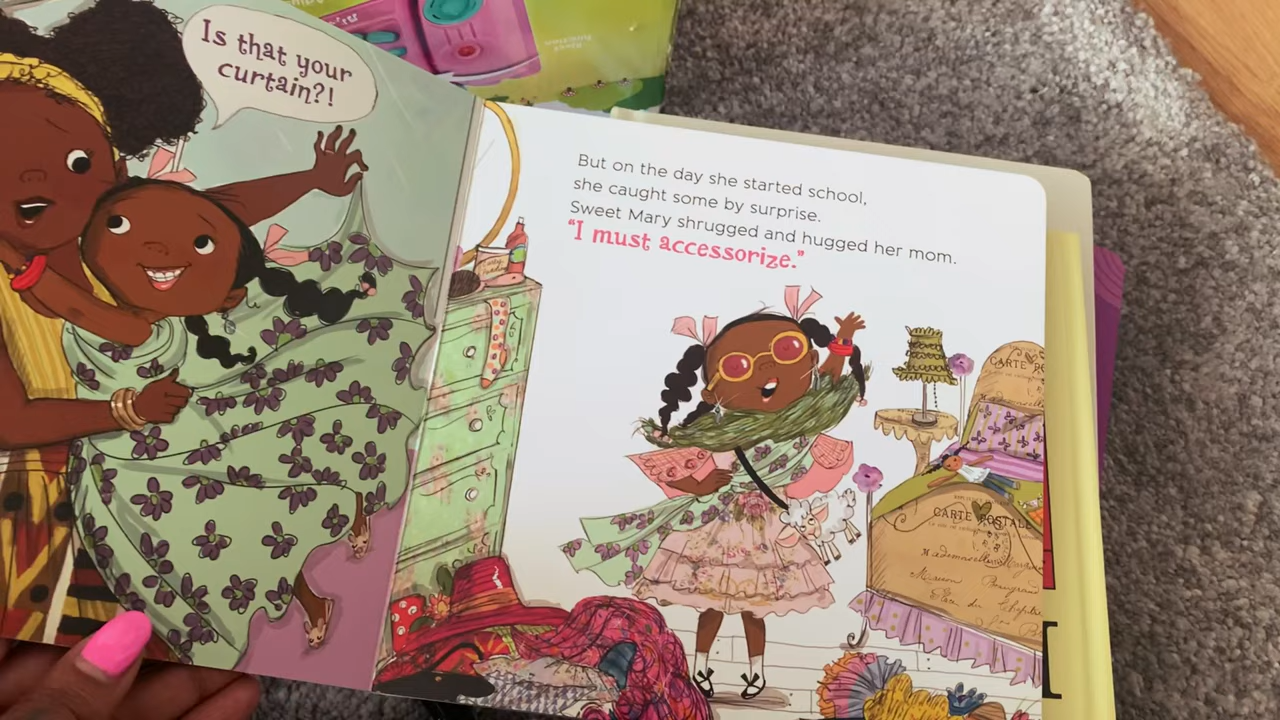 Is that your
curtain?!
But on the day she started school,
she caught some by surprise.
Sweet Mary shrugged and hugged her mom.
“I must accessorize.”
CARTE PO
CARTE POSTALE